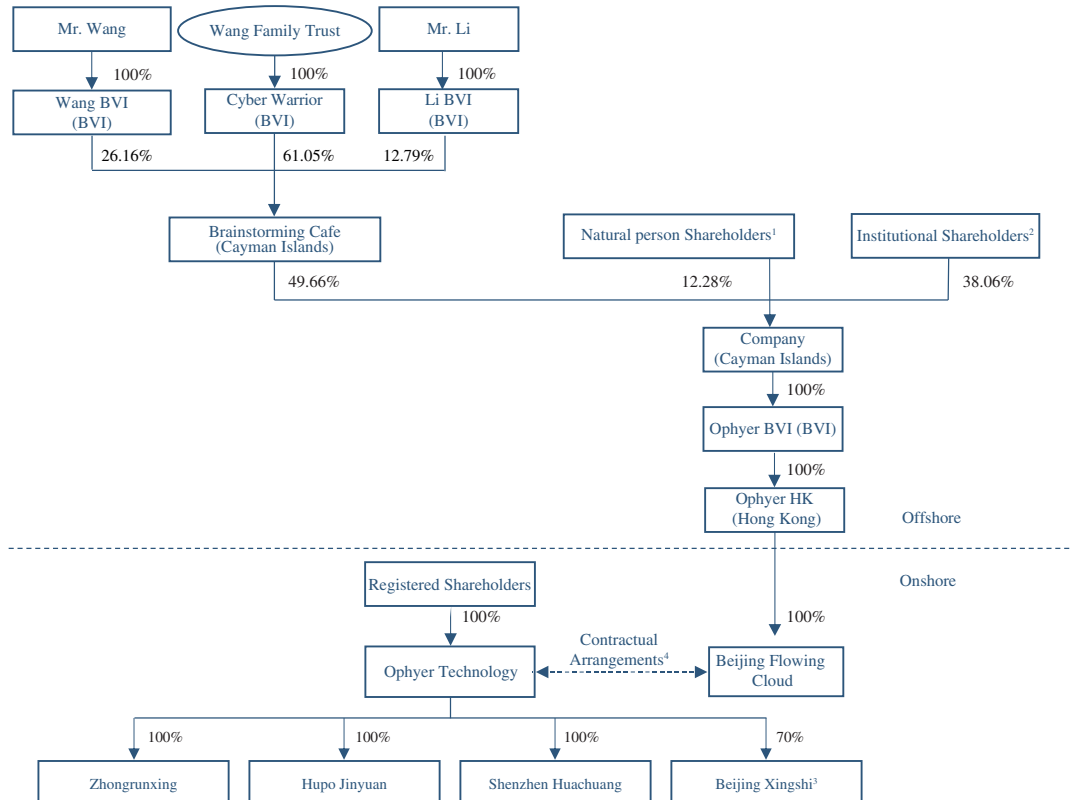 Mr. Wang
Wang Family Trust
Mr. Li
100%
100%
100%
Wang BVI
(BVI)
Cyber Warrior
(BVI)
Li BVI
(BVI)
26.16%
61.05%
12.79%
Brainstorming Cafe
(Cayman Islands)
Natural person Shareholders¹
Institutional Shareholders²
49.66%
12.28%
38.06%
Company
(Cayman Islands)
100%
Ophyer BVI (BVI)
100%
Ophyer HK
(Hong Kong)
Offshore
Onshore
Registered Shareholders
100%
100%
Contractual
Arrangements⁴
Ophyer Technology
Beijing Flowing
Cloud
100%
100%
100%
70%
Zhongrunxing
Hupo Jinyuan
Shenzhen Huachuang
Beijing Xingshi³